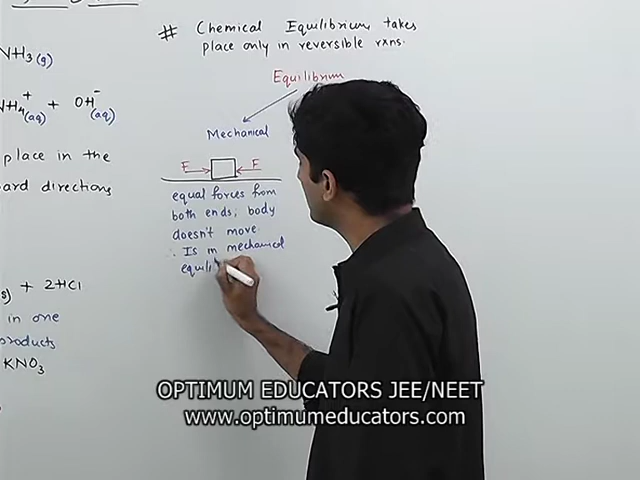 # Chemical Equilibrium takes
place only in reversible rxns.
NH3(g)
NH4+(aq) + OH-(aq)
place in the
ard directions
(s) + 2HCl
in one
products
KNO3
Equilibrium
Mechanical
F F
equal forces from
both ends; body
doesn't move
∴ Is in mechanical
equili
OPTIMUM EDUCATORS JEE/NEET
www.optimumeducators.com